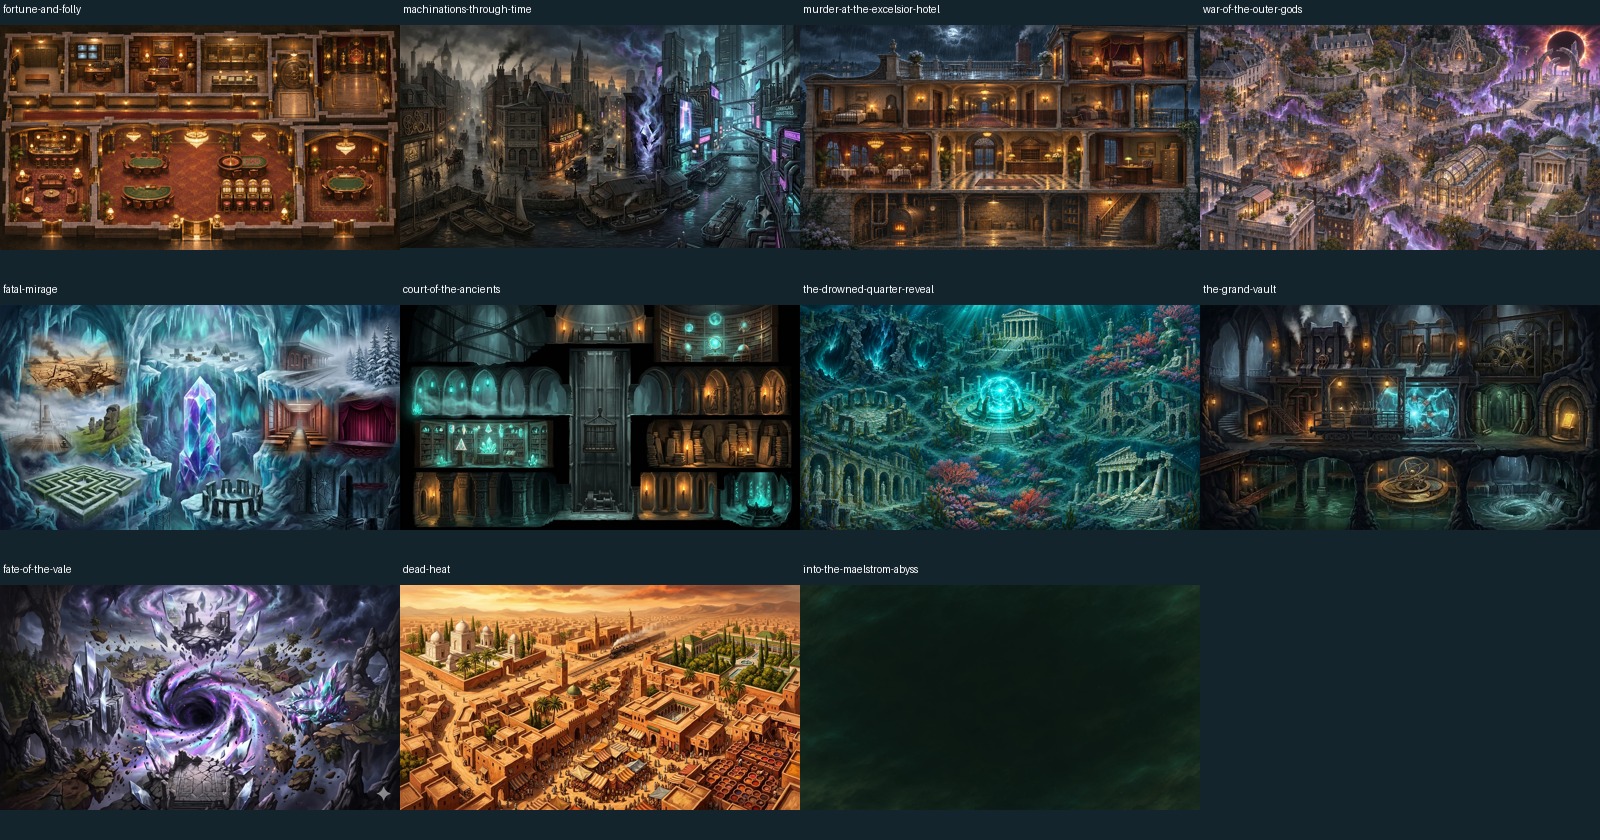 fortune-and-folly
machinations-through-time
murder-at-the-excelsior-hotel
war-of-the-outer-gods
fatal-mirage
court-of-the-ancients
the-drowned-quarter-reveal
the-grand-vault
fate-of-the-vale
dead-heat
into-the-maelstrom-abyss